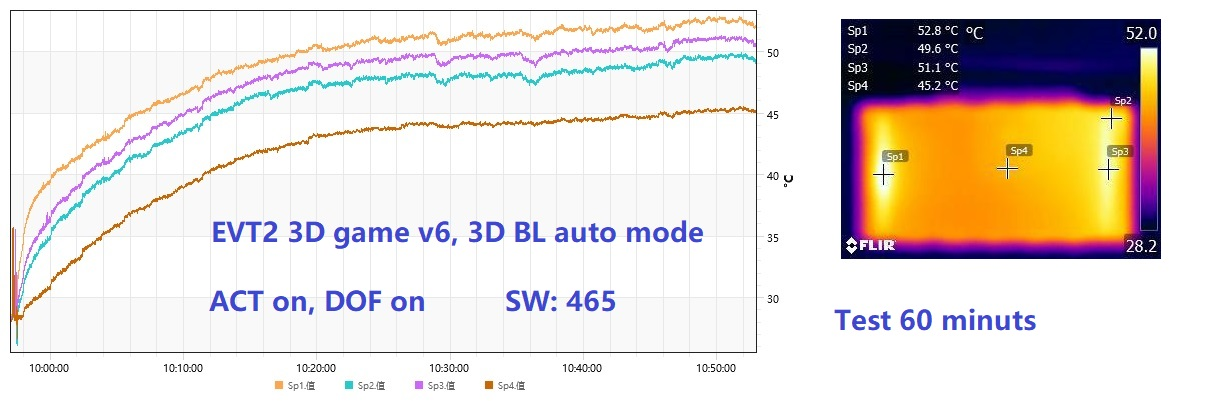 50
45
40
35
30
°C
EVT2 3D game v6, 3D BL auto mode
ACT on, DOF on SW: 465
10:00:00 10:10:00 10:20:00 10:30:00 10:40:00 10:50:00
Sp1.值 Sp2.值 Sp3.值 Sp4.值
Sp1 52.8 °C °C 52.0
Sp2 49.6 °C
Sp3 51.1 °C
Sp4 45.2 °C
Sp2
Sp1 Sp4 Sp3
FLIR 28.2
Test 60 minuts